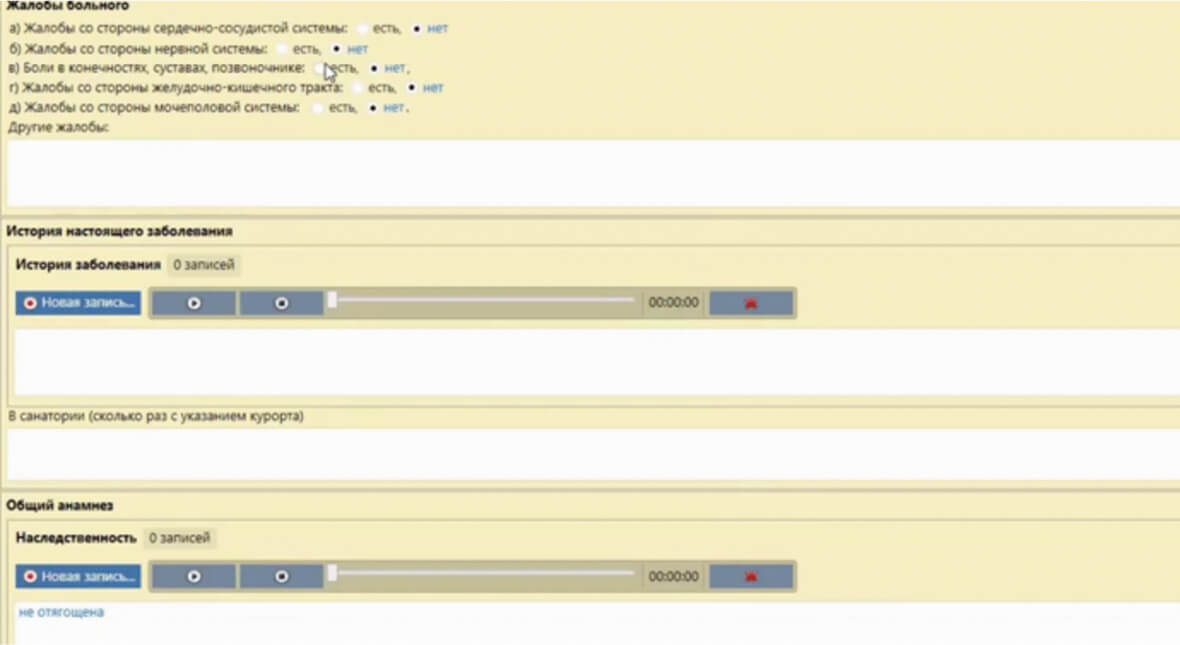 Жалобы больного
а) Жалобы со стороны сердечно-сосудистой системы: есть, нет
б) Жалобы со стороны нервной системы: есть, нет
в) Боли в конечностях, суставах, позвоночнике: есть, нет,
г) Жалобы со стороны желудочно-кишечного тракта: есть, нет
д) Жалобы со стороны мочеполовой системы: есть, нет.
Другие жалобы:
История настоящего заболевания
История заболевания 0 записей
Новая запись... 00:00:00
В санатории (сколько раз с указанием курорта)
Общий анамнез
Наследственность 0 записей
Новая запись... 00:00:00
не отягощена